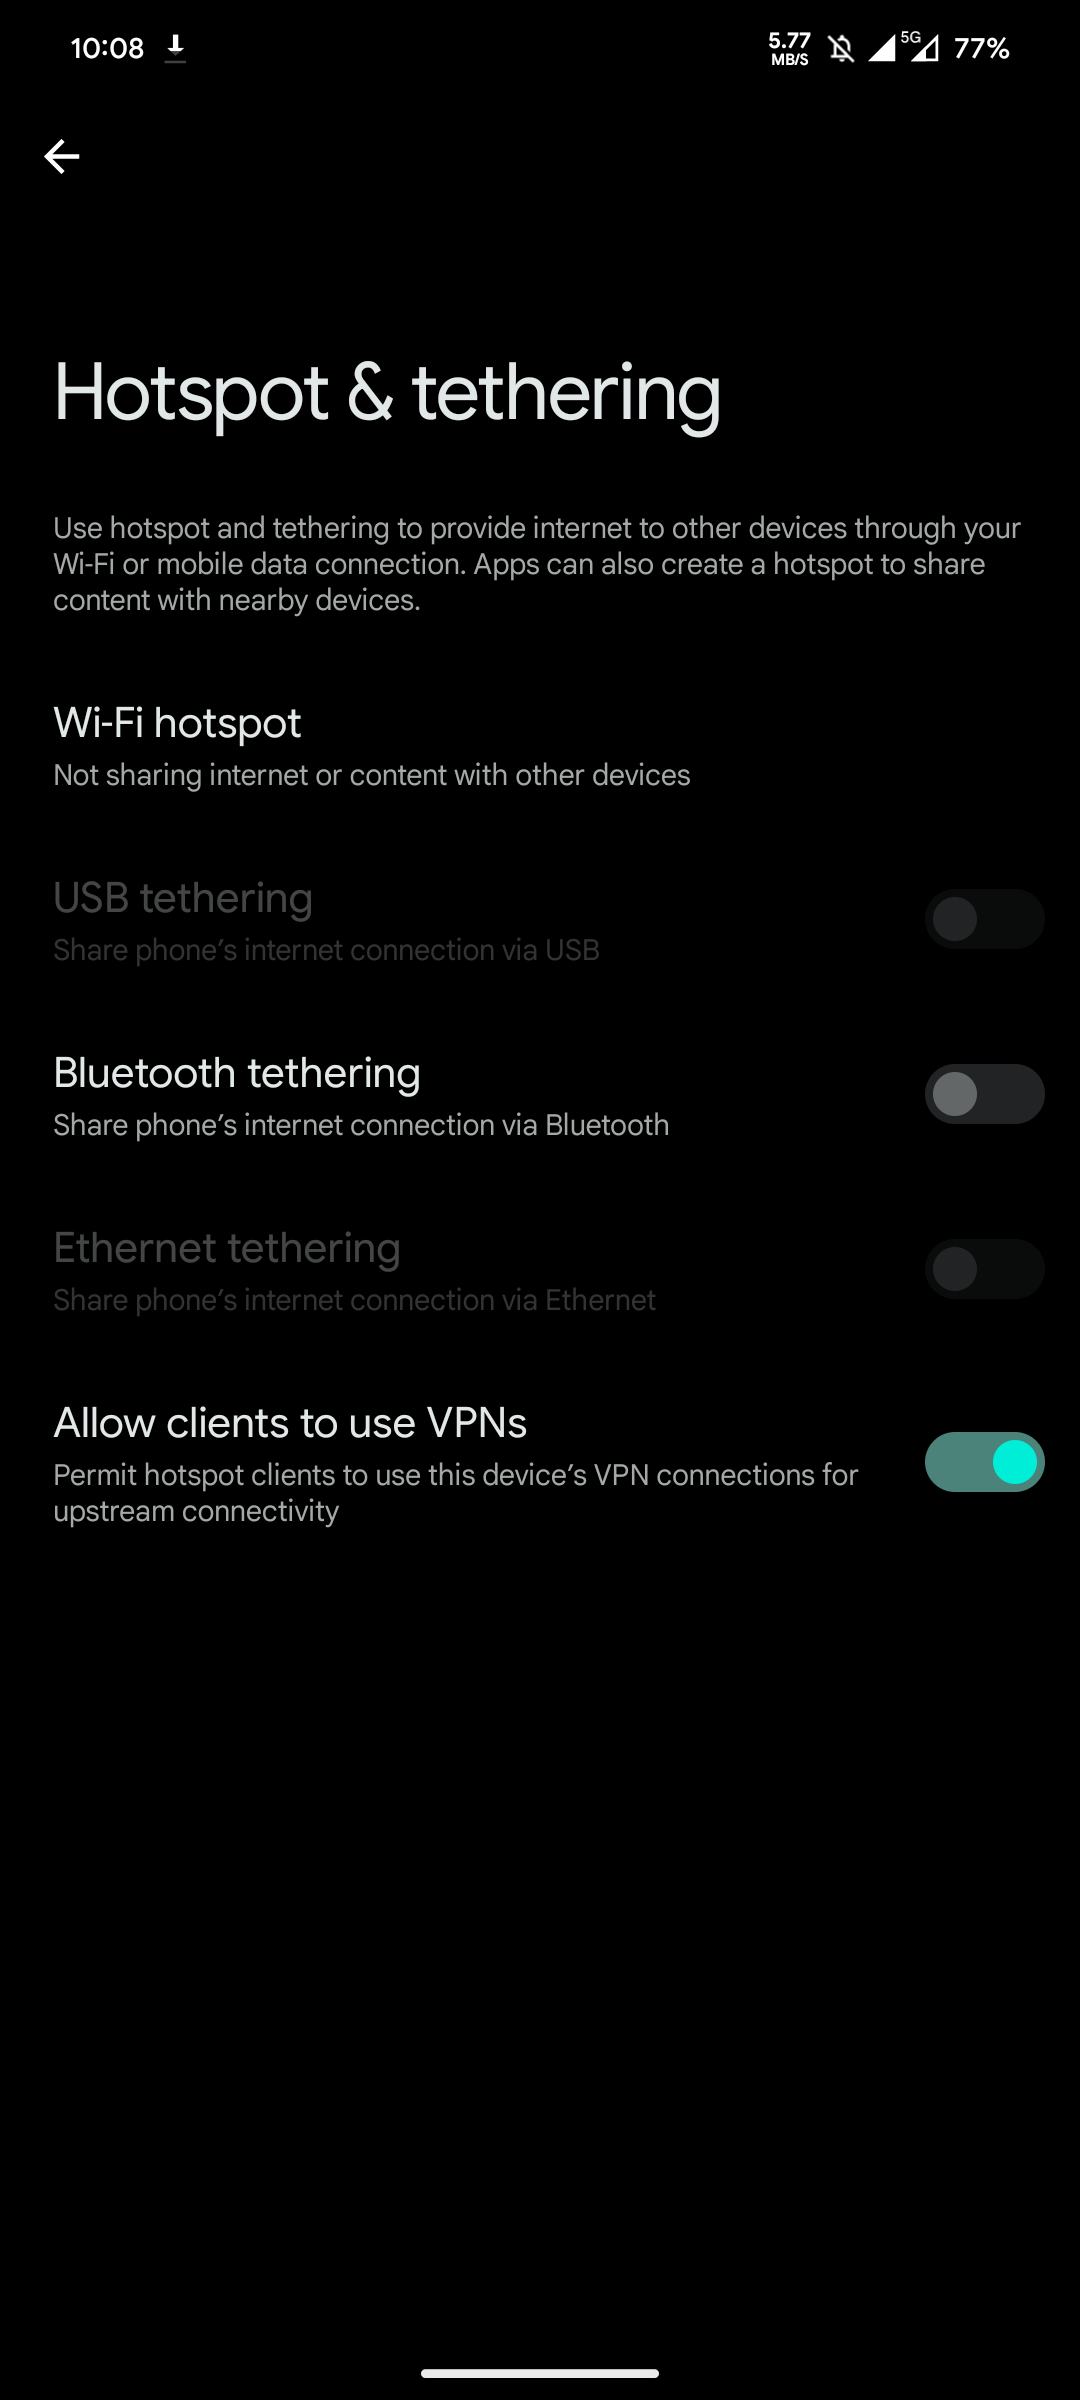 10:08
5.77
MB/S
5G
77%
Hotspot & tethering
Use hotspot and tethering to provide internet to other devices through your
Wi-Fi or mobile data connection. Apps can also create a hotspot to share
content with nearby devices.
Wi-Fi hotspot
Not sharing internet or content with other devices
USB tethering
Share phone’s internet connection via USB
Bluetooth tethering
Share phone’s internet connection via Bluetooth
Ethernet tethering
Share phone’s internet connection via Ethernet
Allow clients to use VPNs
Permit hotspot clients to use this device’s VPN connections for
upstream connectivity